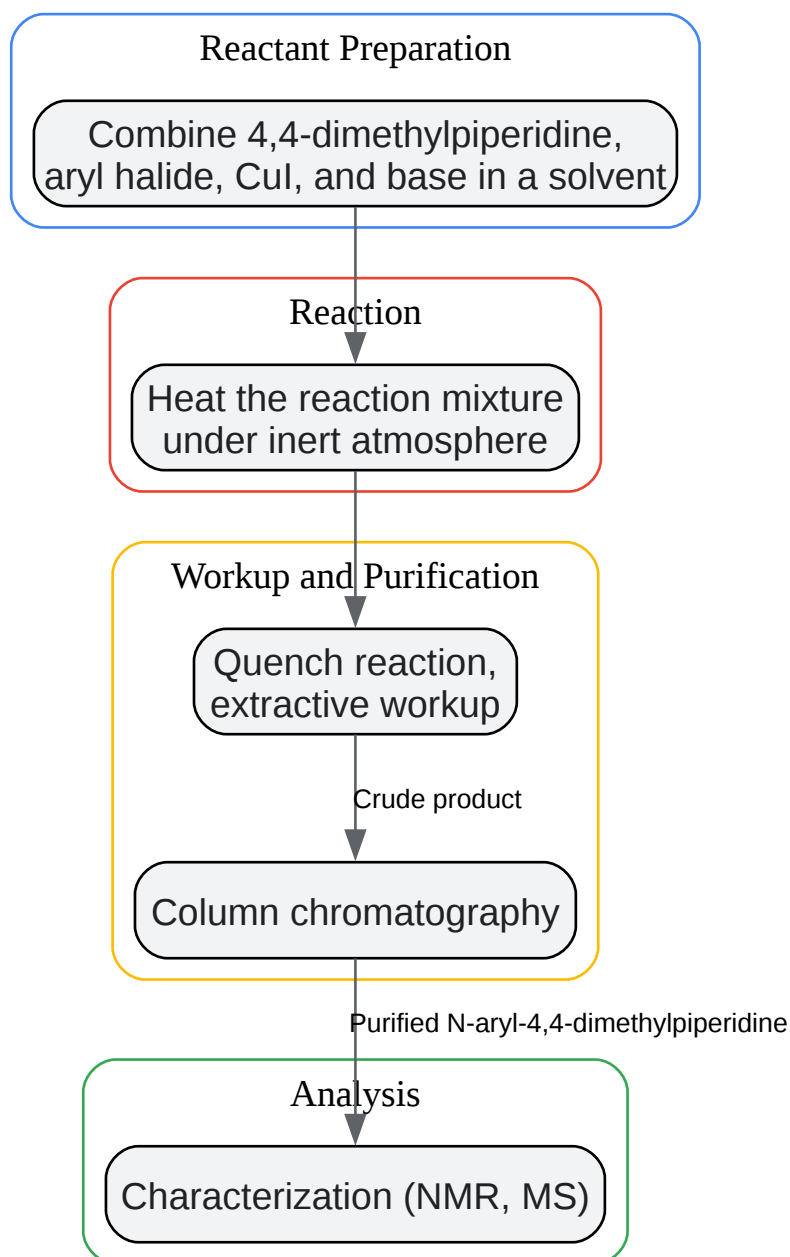 Reactant Preparation
Combine 4,4-dimethylpiperidine,
aryl halide, CuI, and base in a solvent
Reaction
Heat the reaction mixture
under inert atmosphere
Workup and Purification
Quench reaction,
extractive workup
Crude product
Column chromatography
Purified N-aryl-4,4-dimethylpiperidine
Analysis
Characterization (NMR, MS)